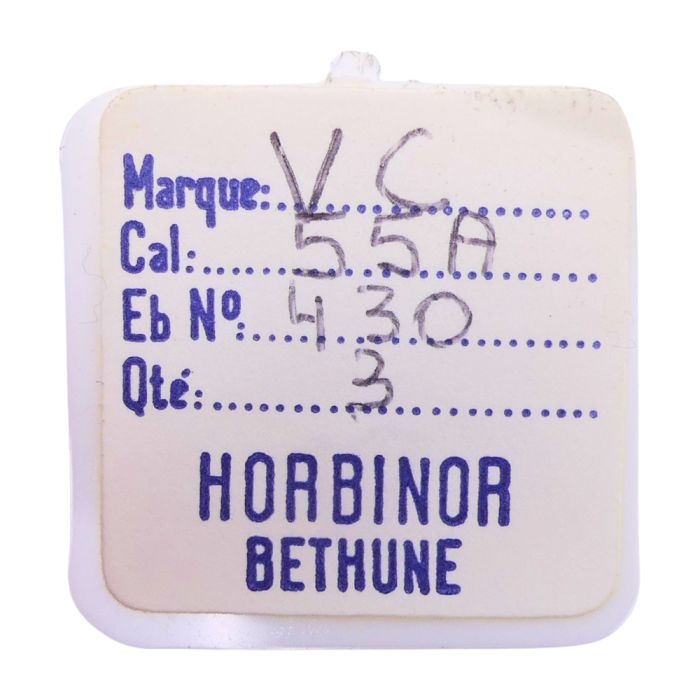 Marque: V C
Cal: 55A
Eb Nº: 430
Qté: 3
HORBINOR
BETHUNE